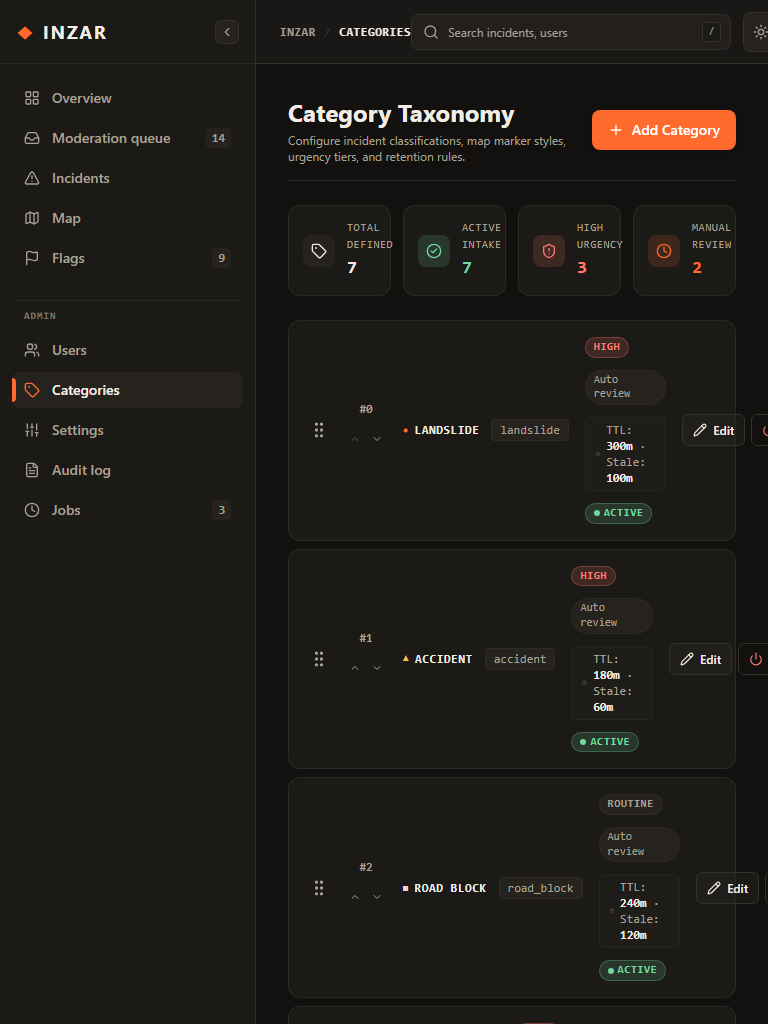 INZAR
INZAR / CATEGORIES
Search incidents, users
/
Overview
Moderation queue 14
Incidents
Map
Flags 9
ADMIN
Users
Categories
Settings
Audit log
Jobs 3
Category Taxonomy
Configure incident classifications, map marker styles,
urgency tiers, and retention rules.
+ Add Category
TOTAL
DEFINED
7
ACTIVE
INTAKE
7
HIGH
URGENCY
3
MANUAL
REVIEW
2
#0
LANDSLIDE landslide
HIGH
Auto
review
TTL:
300m ·
Stale:
100m
ACTIVE
Edit
#1
ACCIDENT accident
HIGH
Auto
review
TTL:
180m ·
Stale:
60m
ACTIVE
Edit
#2
ROAD BLOCK road_block
ROUTINE
Auto
review
TTL:
240m ·
Stale:
120m
ACTIVE
Edit